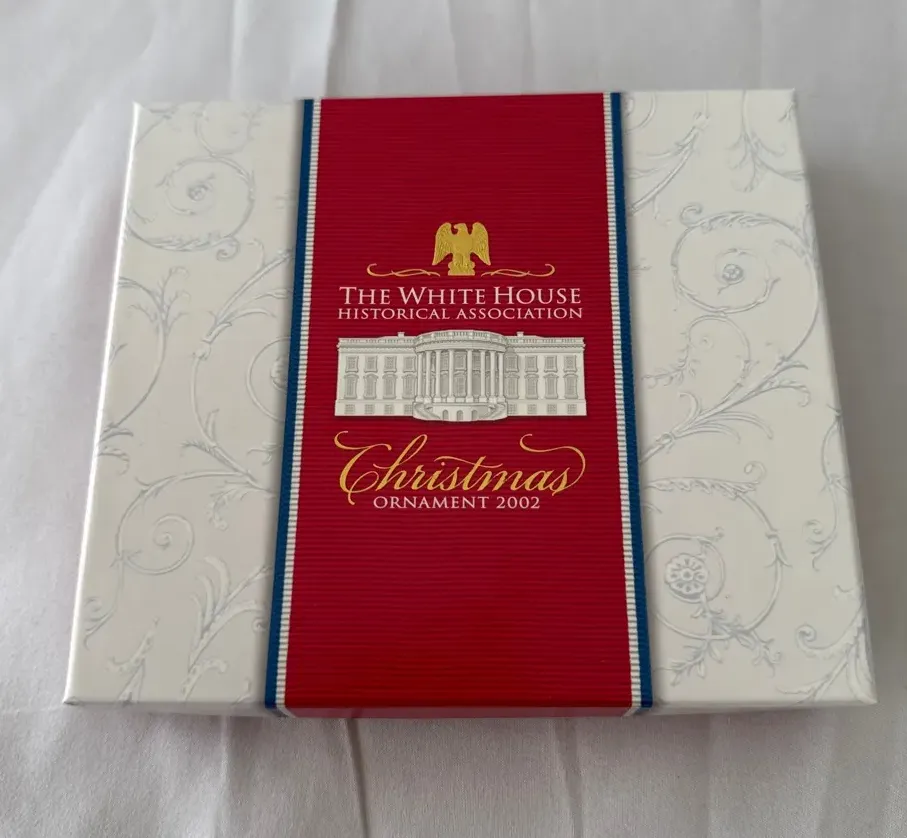 THE WHITE HOUSE
HISTORICAL ASSOCIATION
Christmas
ORNAMENT 2002